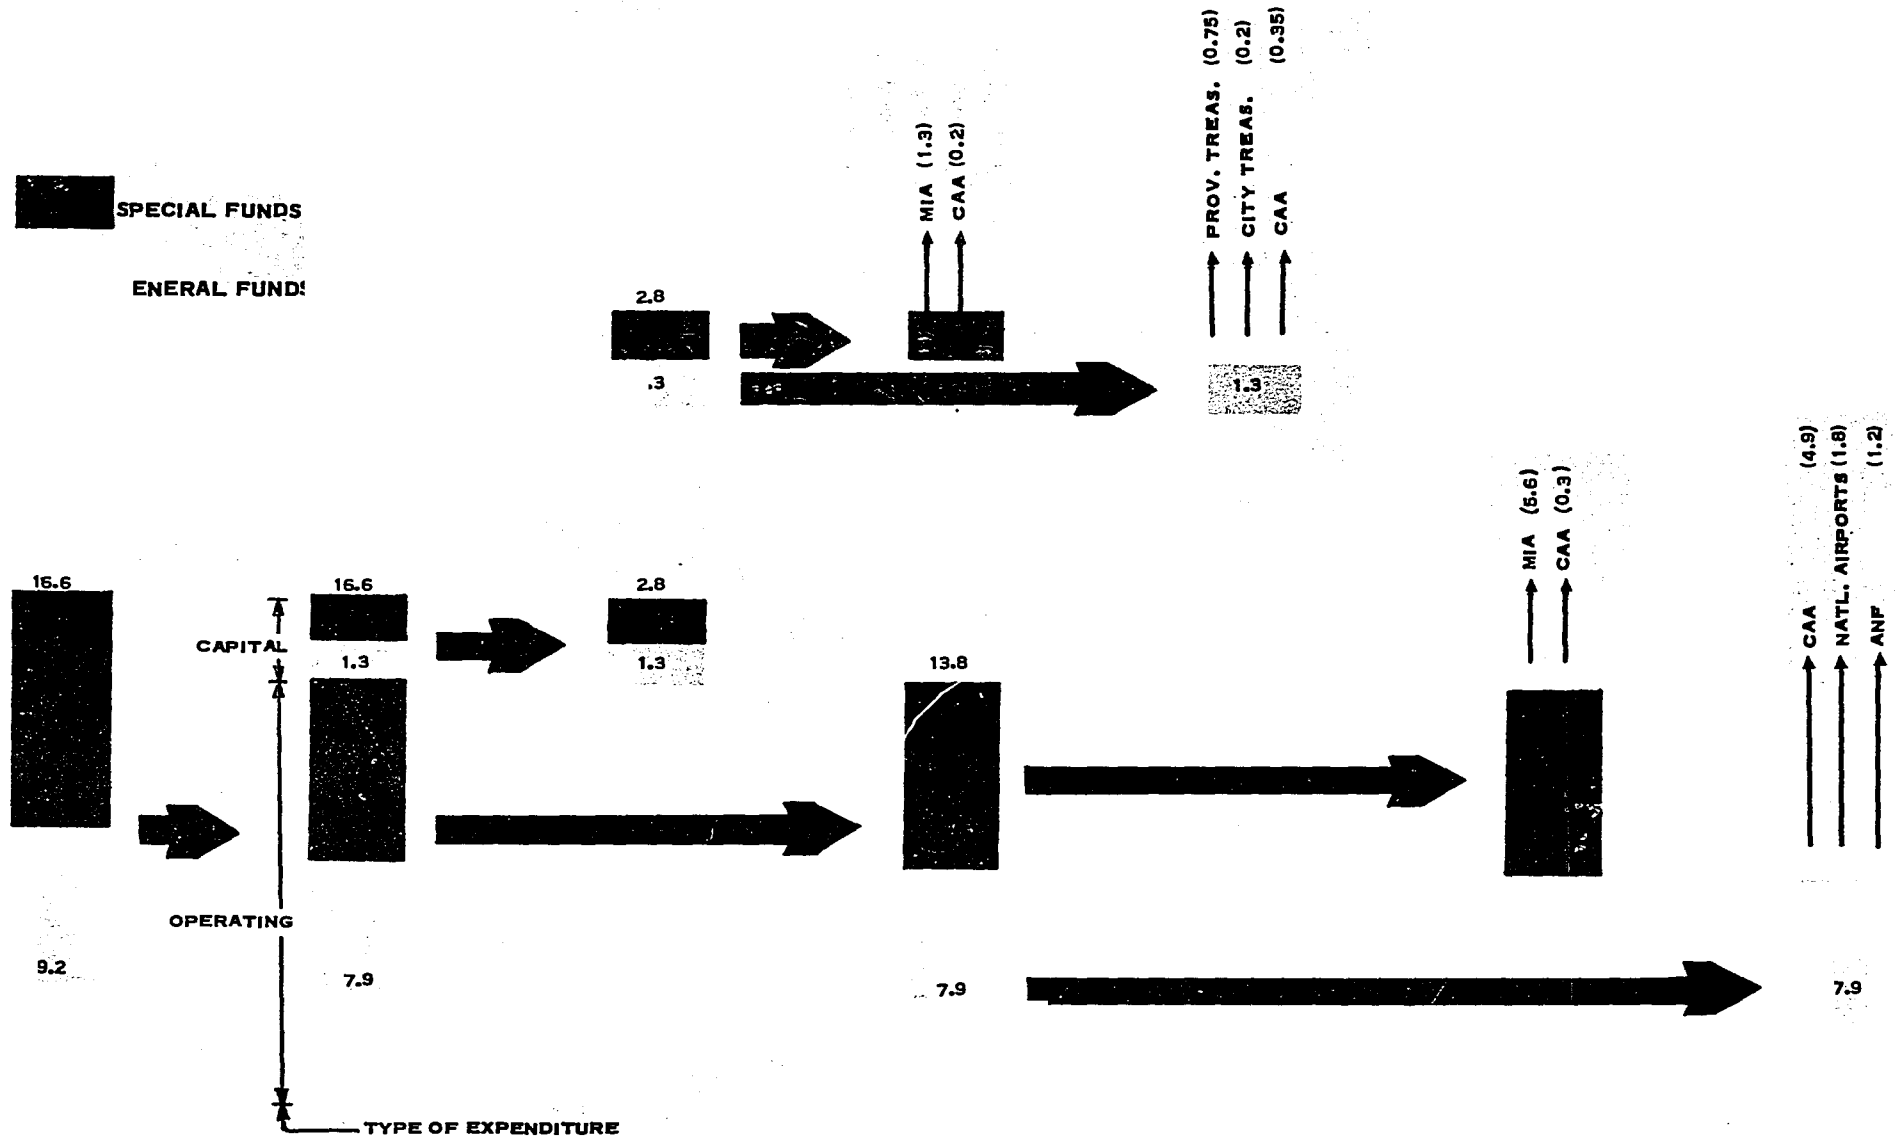 PROV. TREAS. (0.75)
CITY TREAS. (0.2)
CAA (0.35)
MIA (1.3)
CAA (0.2)
SPECIAL FUNDS
ENERAL FUNDS
2.8
.3
1.3
CAA (4.9)
NATL. AIRPORTS (1.8)
ANF (1.2)
MIA (5.6)
CAA (0.3)
16.6
16.6
2.8
CAPITAL
1.3
1.3
13.8
OPERATING
9.2
7.9
7.9
7.9
TYPE OF EXPENDITURE